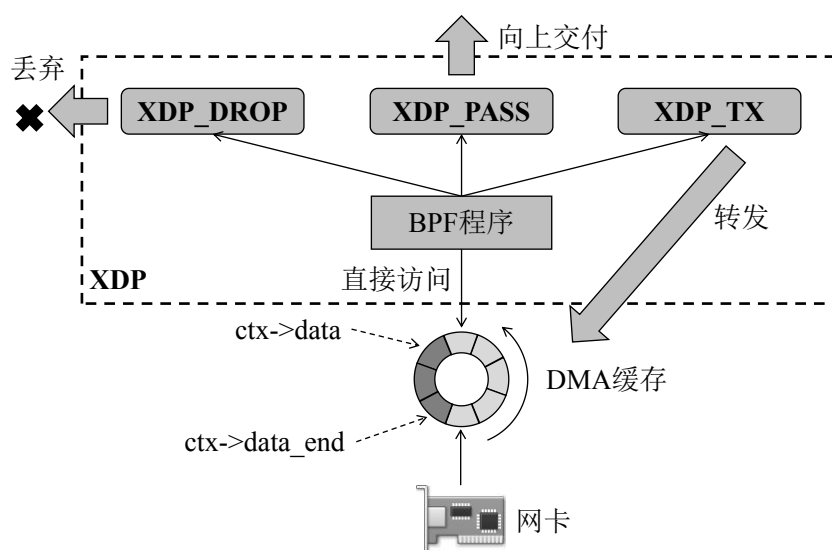 向上交付
丢弃
XDP_DROP
XDP_PASS
XDP_TX
BPF程序
转发
直接访问
XDP
ctx->data
DMA缓存
ctx->data_end
网卡